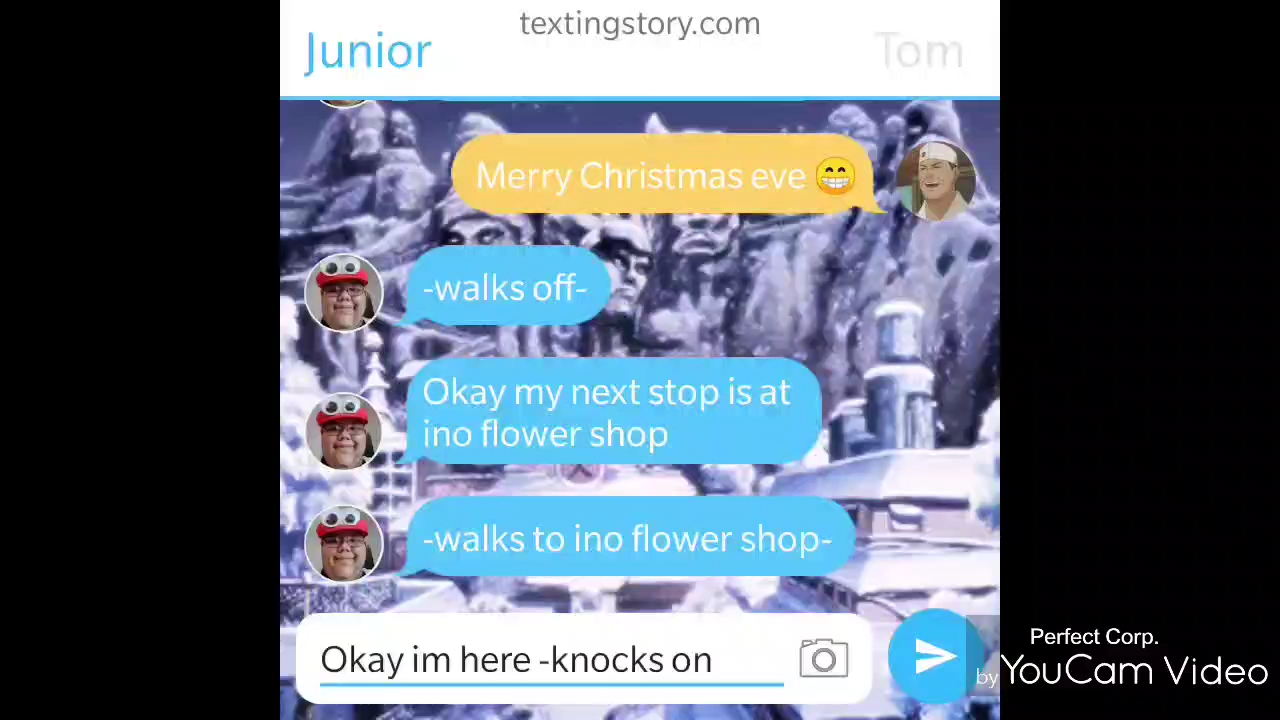 textingstory.com
Junior
Tom
Merry Christmas eve 😁
-walks off-
Okay my next stop is at
ino flower shop
-walks to ino flower shop-
Okay im here -knocks on
Perfect Corp.
by YouCam Video